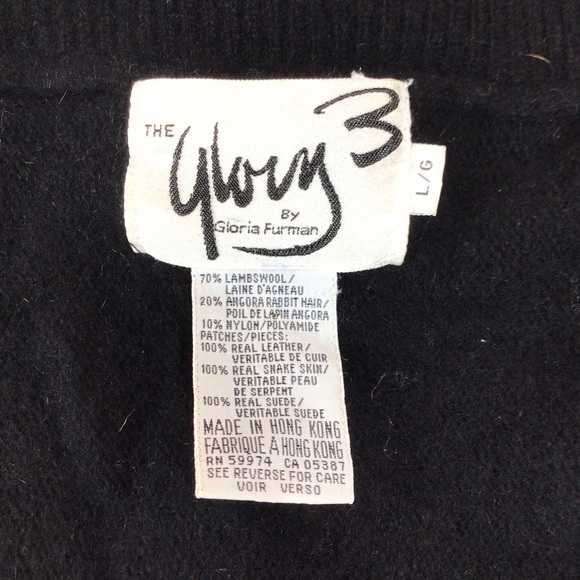 THE Glory 3
By
Gloria Furman
L/G
70% LAMBSWOOL/
LAINE D'AGNEAU
20% ANGORA RABBIT HAIR/
POIL DE LAPIN ANGORA
10% NYLON/POLYAMIDE
PATCHES/PIECES:
100% REAL LEATHER/
VERITABLE DE CUIR
100% REAL SNAKE SKIN/
VERITABLE PEAU
DE SERPENT
100% REAL SUEDE/
VERITABLE SUEDE
MADE IN HONG KONG
FABRIQUE A HONG KONG
RN 59974 CA 05387
SEE REVERSE FOR CARE
VOIR VERSO